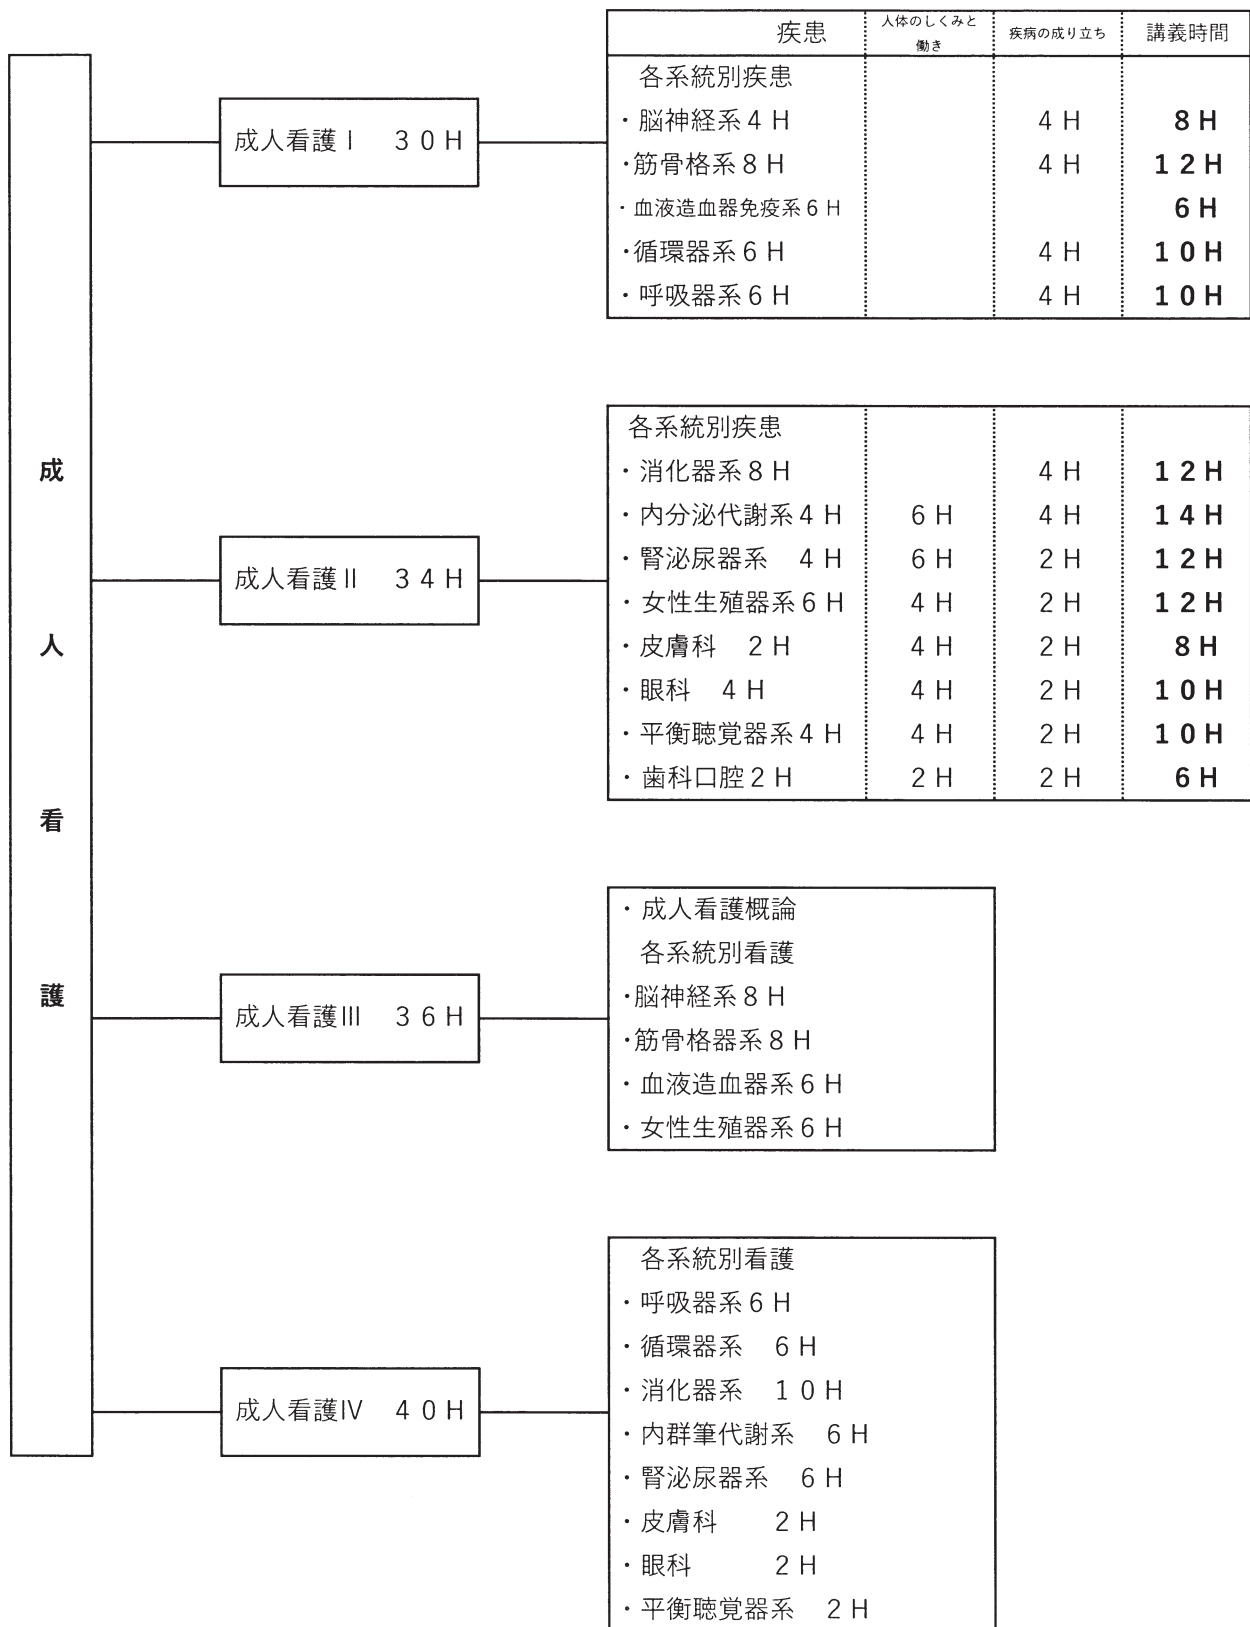 成人看護
成人看護Ⅰ　３０H
疾患 人体のしくみと働き 疾病の成り立ち 講義時間
各系統別疾患
・脳神経系４H ４H ８H
・筋骨格系８H ４H １２H
・血液造血器免疫系６H ６H
・循環器系６H ４H １０H
・呼吸器系６H ４H １０H
成人看護Ⅱ　３４H
各系統別疾患
・消化器系８H ４H １２H
・内分泌代謝系４H ６H ４H １４H
・腎泌尿器系　４H ６H ２H １２H
・女性生殖器系６H ４H ２H １２H
・皮膚科　２H ４H ２H ８H
・眼科　４H ４H ２H １０H
・平衡聴覚器系４H ４H ２H １０H
・歯科口腔２H ２H ２H ６H
成人看護Ⅲ　３６H
・成人看護概論
各系統別看護
・脳神経系８H
・筋骨格器系８H
・血液造血器系６H
・女性生殖器系６H
成人看護Ⅳ　４０H
各系統別看護
・呼吸器系６H
・循環器系　６H
・消化器系　１０H
・内群筆代謝系　６H
・腎泌尿器系　６H
・皮膚科　　２H
・眼科　　　２H
・平衡聴覚器系　２H